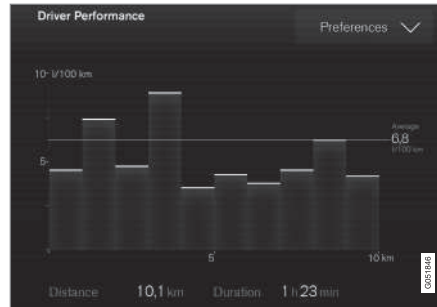 Driver Performance
Preferences
10- l/100 km
Average
6,8
l/100 km
5-
5
10 km
Distance 10,1 km Duration 1 h 23 min
G051846